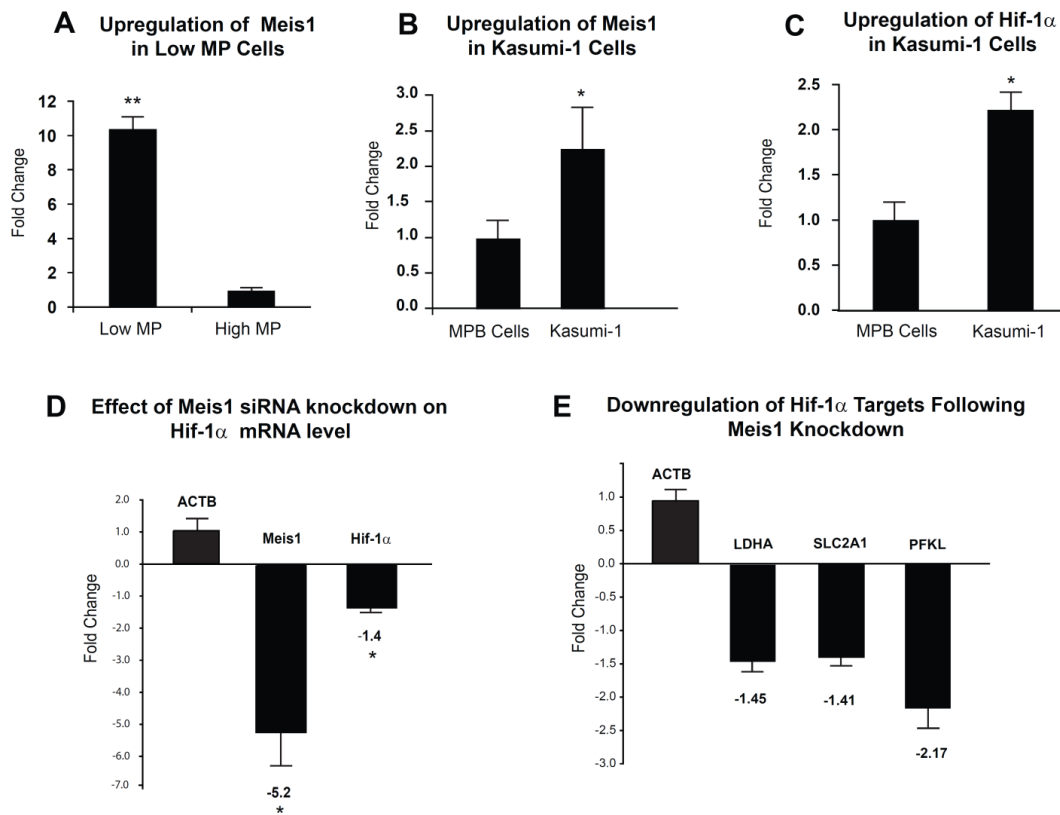 A
Upregulation of Meis1
in Low MP Cells
**
12
10
8
6
4
2
0
Fold Change
Low MP
High MP
B
Upregulation of Meis1
in Kasumi-1 Cells
*
3.0
2.5
2.0
1.5
1.0
0.5
0.0
Fold Change
MPB Cells
Kasumi-1
C
Upregulation of Hif-1α
in Kasumi-1 Cells
*
2.5
2.0
1.5
1.0
0.5
0.0
Fold Change
MPB Cells
Kasumi-1
D
Effect of Meis1 siRNA knockdown on
Hif-1α mRNA level
2.0
1.0
0.0
-1.0
-2.0
-3.0
-4.0
-5.0
-6.0
-7.0
Fold Change
ACTB
Meis1
Hif-1α
-1.4
*
-5.2
*
E
Downregulation of Hif-1α Targets Following
Meis1 Knockdown
1.0
0.5
0.0
-0.5
-1.0
-1.5
-2.0
-2.5
-3.0
Fold Change
ACTB
LDHA
SLC2A1
PFKL
-1.45
-1.41
-2.17